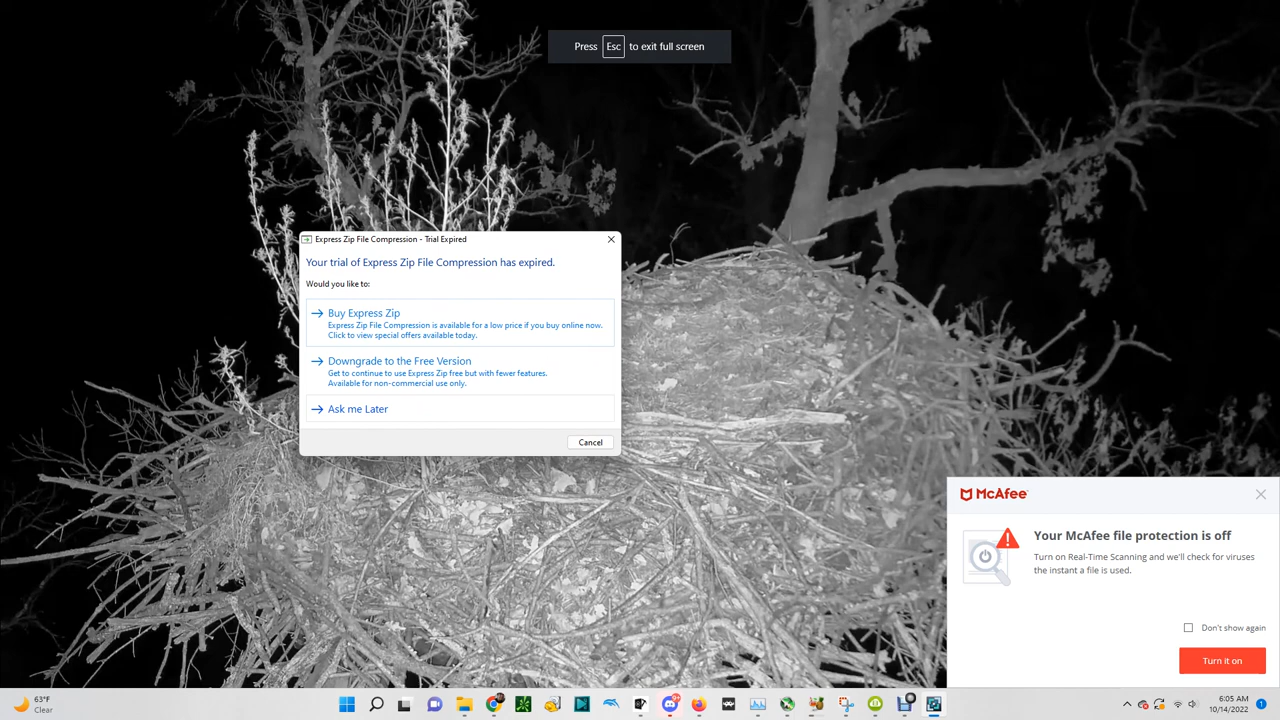 Press Esc to exit full screen
Express Zip File Compression - Trial Expired
Your trial of Express Zip File Compression has expired.
Would you like to:
Buy Express Zip
Express Zip File Compression is available for a low price if you buy online now.
Click to view special offers available today.
Downgrade to the Free Version
Get to continue to use Express Zip free but with fewer features.
Available for non-commercial use only.
Ask me Later
Cancel
McAfee
Your McAfee file protection is off
Turn on Real-Time Scanning and we'll check for viruses
the instant a file is used.
Don't show again
Turn it on
63°F
Clear
9+
6:05 AM
10/14/2022
1